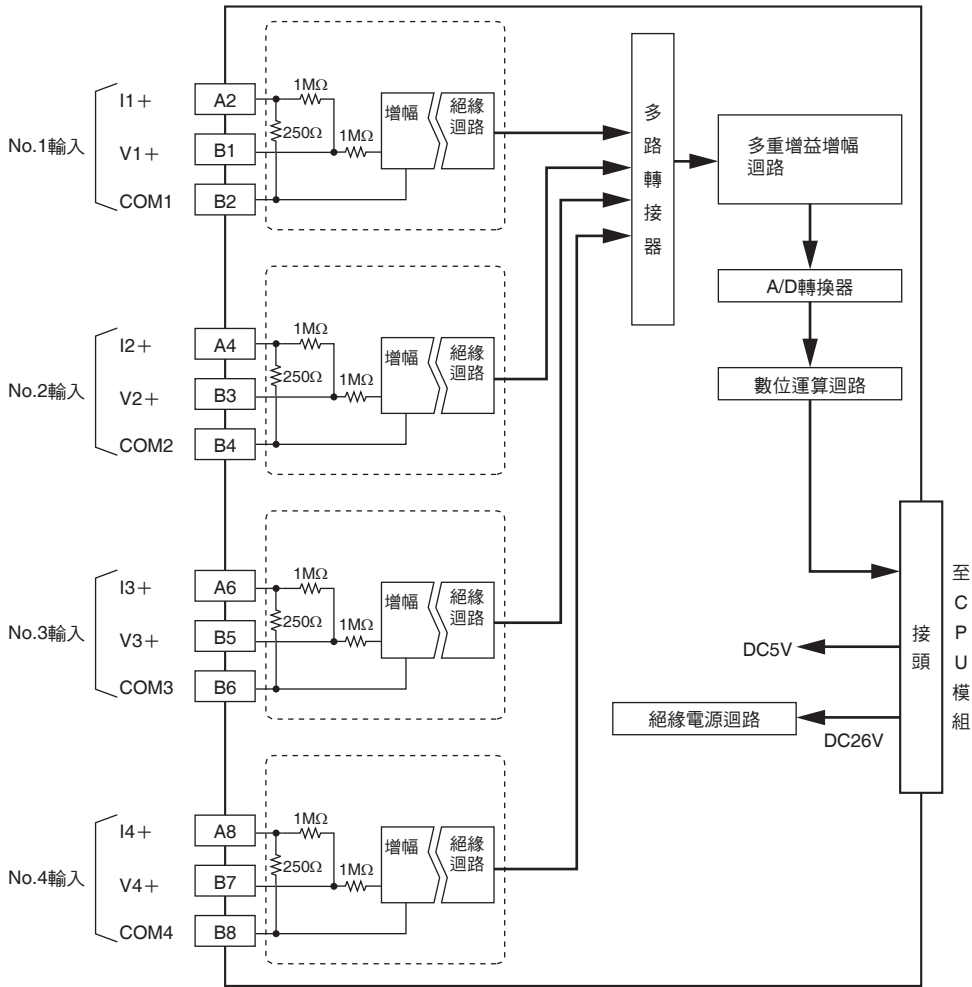 No.1輸入
I1+
V1+
COM1
A2
B1
B2
1MΩ
250Ω
1MΩ
增幅
絕緣
迴路
No.2輸入
I2+
V2+
COM2
A4
B3
B4
1MΩ
250Ω
1MΩ
增幅
絕緣
迴路
No.3輸入
I3+
V3+
COM3
A6
B5
B6
1MΩ
250Ω
1MΩ
增幅
絕緣
迴路
No.4輸入
I4+
V4+
COM4
A8
B7
B8
1MΩ
250Ω
1MΩ
增幅
絕緣
迴路
多路轉接器
多重增益增幅
迴路
A/D轉換器
數位運算迴路
DC5V
絕緣電源迴路
DC26V
接頭
至CPU模組